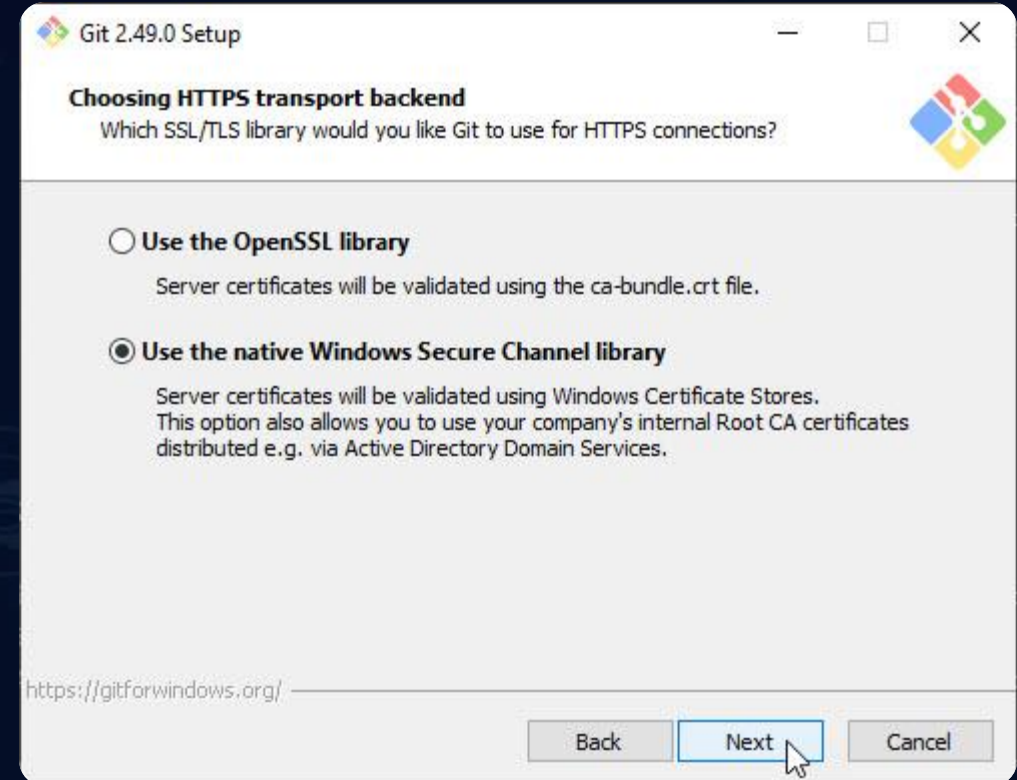 Git 2.49.0 Setup
Choosing HTTPS transport backend
Which SSL/TLS library would you like Git to use for HTTPS connections?
Use the OpenSSL library
Server certificates will be validated using the ca-bundle.crt file.
Use the native Windows Secure Channel library
Server certificates will be validated using Windows Certificate Stores.
This option also allows you to use your company's internal Root CA certificates
distributed e.g. via Active Directory Domain Services.
https://gitforwindows.org/
Back Next Cancel